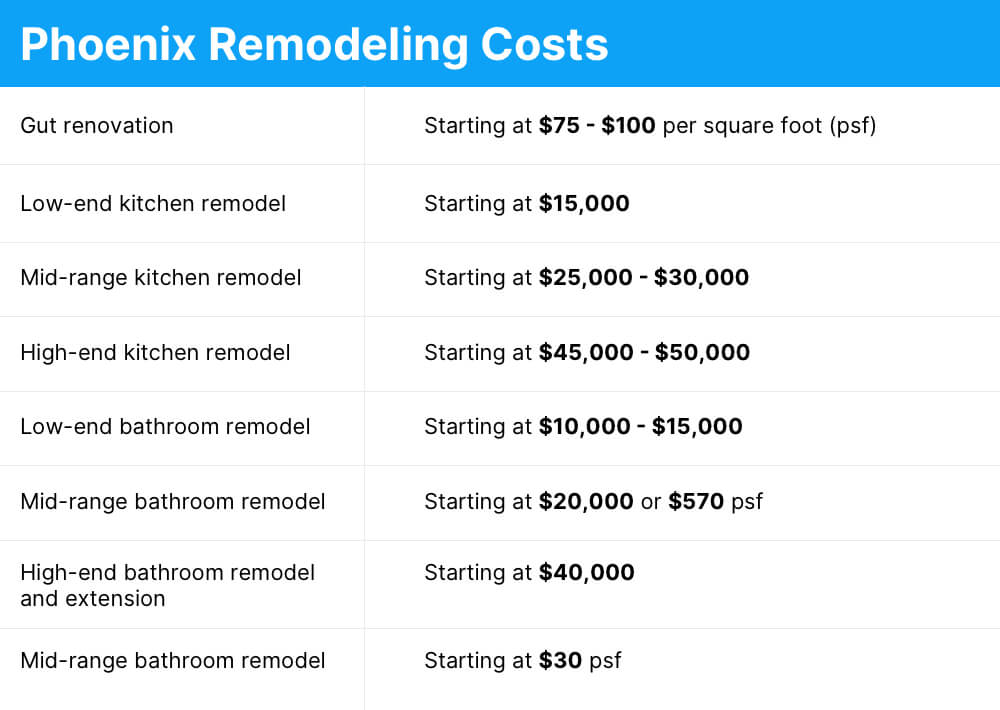 Phoenix Remodeling Costs
Gut renovation Starting at $75 - $100 per square foot (psf)
Low-end kitchen remodel Starting at $15,000
Mid-range kitchen remodel Starting at $25,000 - $30,000
High-end kitchen remodel Starting at $45,000 - $50,000
Low-end bathroom remodel Starting at $10,000 - $15,000
Mid-range bathroom remodel Starting at $20,000 or $570 psf
High-end bathroom remodel Starting at $40,000
and extension
Mid-range bathroom remodel Starting at $30 psf